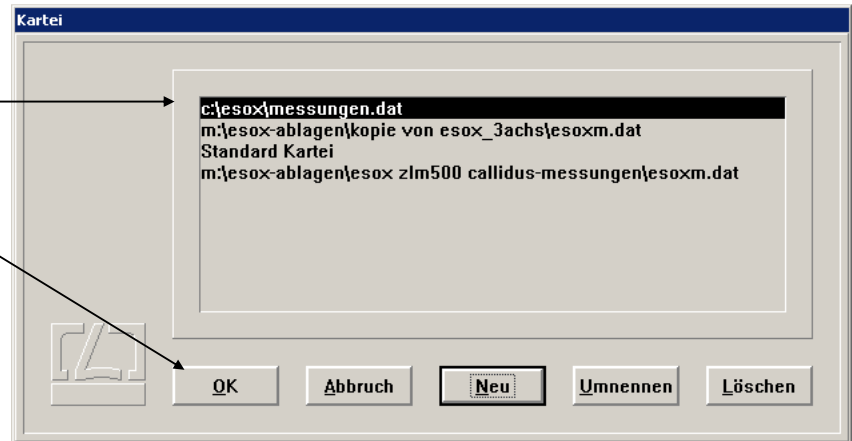 Kartei
c:\esox\messungen.dat
m:\esox-ablagen\kopie von esox_3achs\esoxm.dat
Standard Kartei
m:\esox-ablagen\esox zlm500 callidus-messungen\esoxm.dat
OK
Abbruch
Neu
Umnennen
Löschen